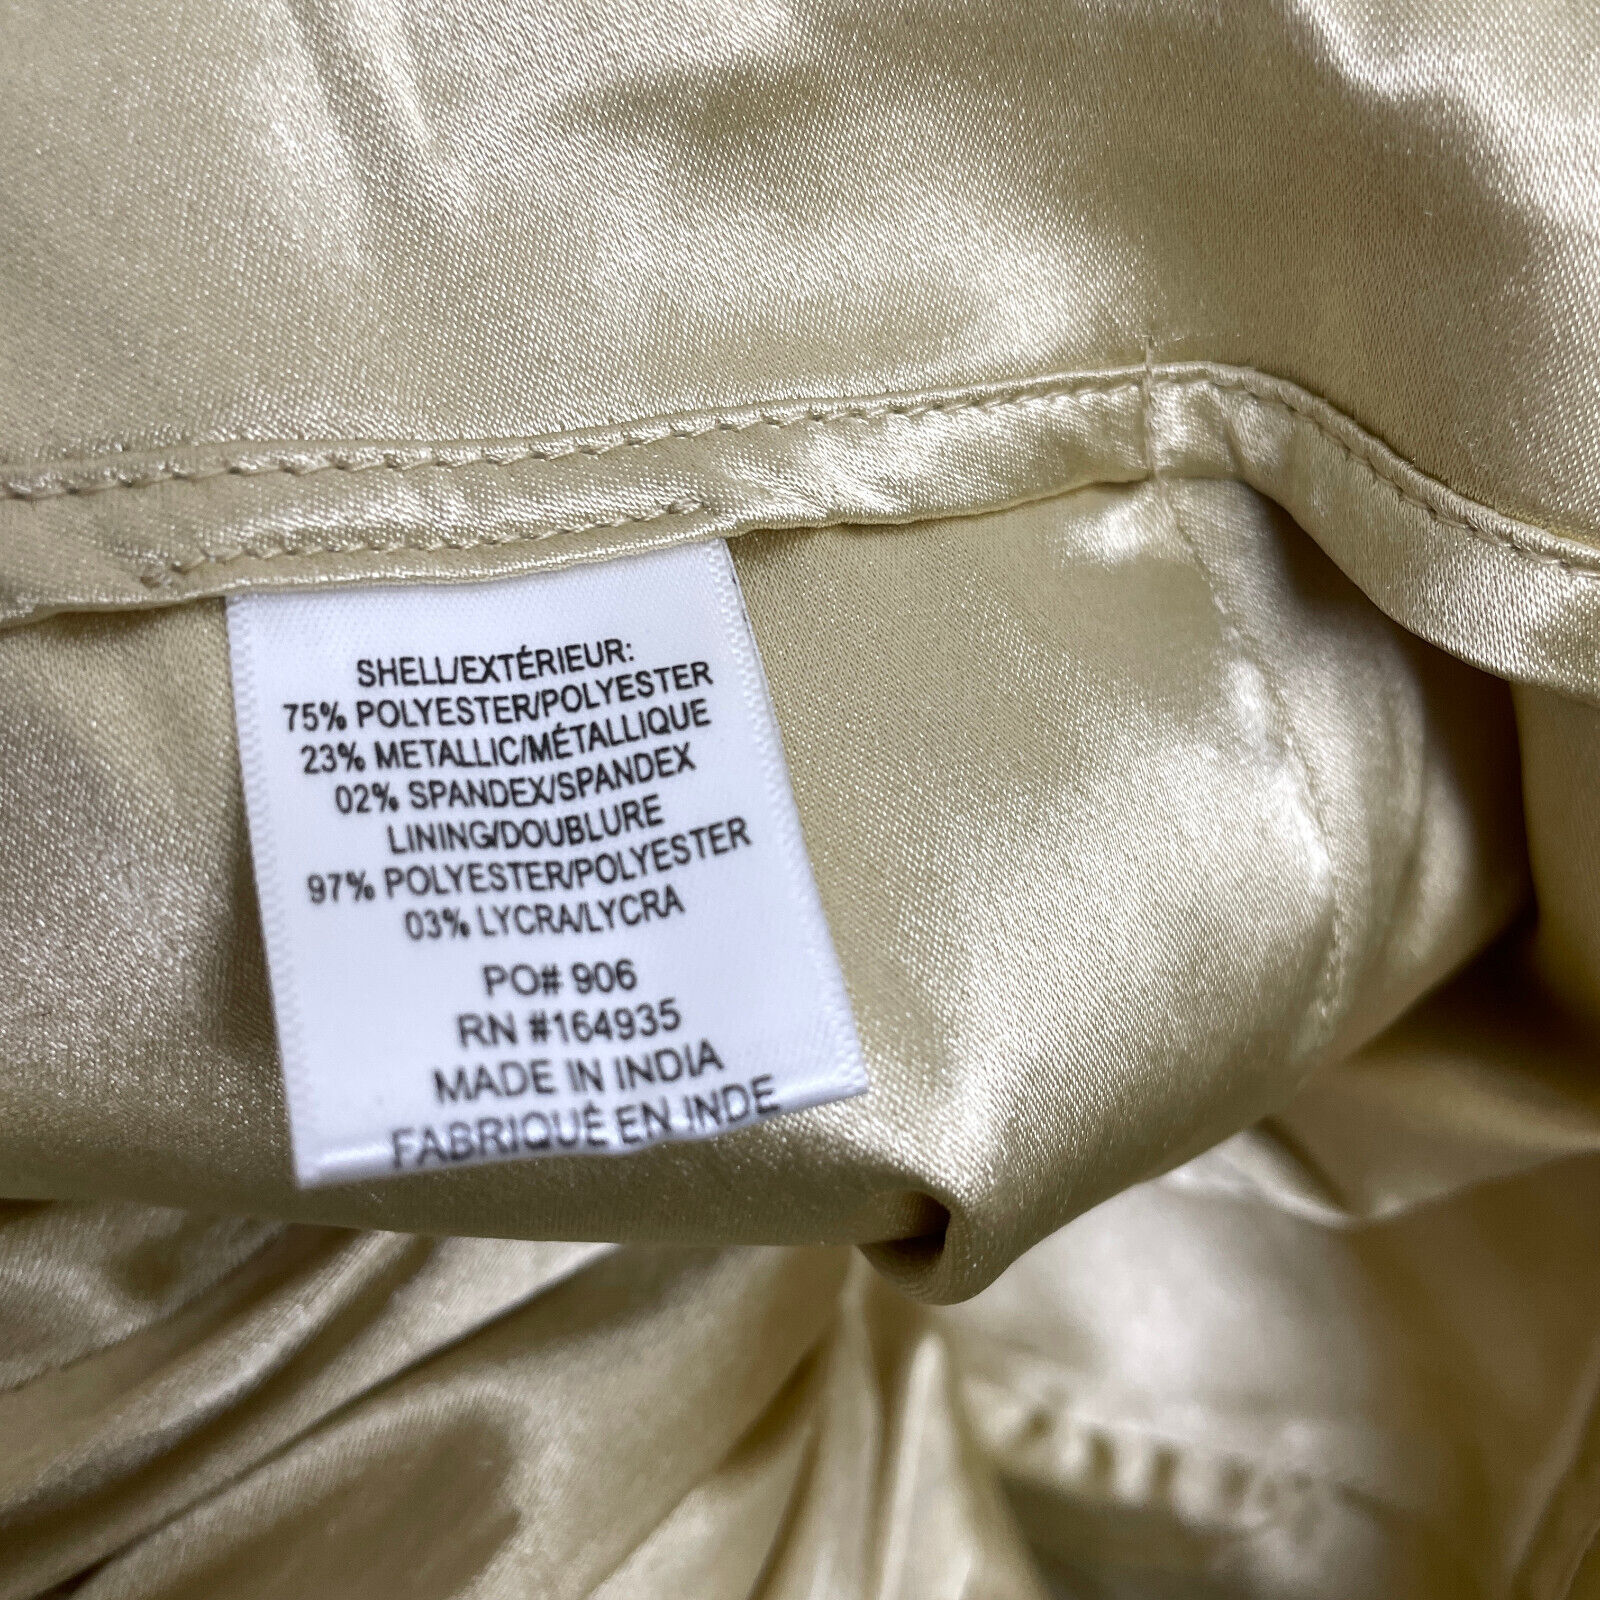 SHELL/EXTÉRIEUR:
75% POLYESTER/POLYESTER
23% METALLIC/MÉTALLIQUE
02% SPANDEX/SPANDEX
LINING/DOUBLURE
97% POLYESTER/POLYESTER
03% LYCRA/LYCRA
PO# 906
RN #164935
MADE IN INDIA
FABRIQUÉ EN INDE